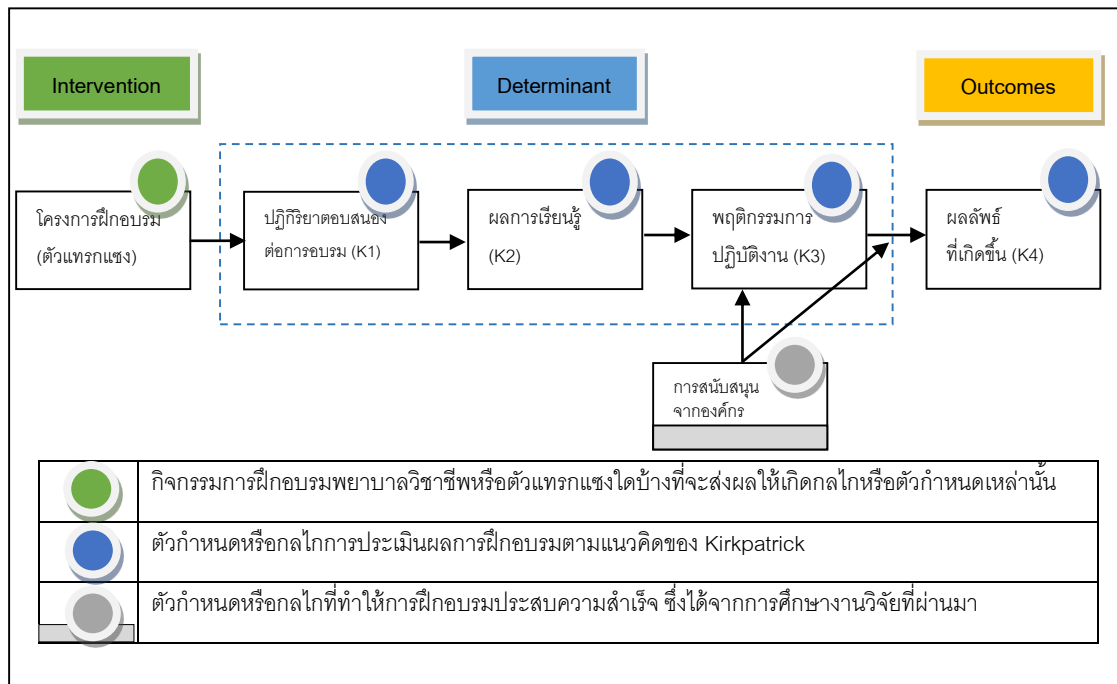 Intervention
Determinant
Outcomes
โครงการฝึกอบรม
(ตัวแทรกแซง)
ปฏิกิริยาตอบสนอง
ต่อการอบรม (K1)
ผลการเรียนรู้
(K2)
พฤติกรรมการ
ปฏิบัติงาน (K3)
ผลลัพธ์
ที่เกิดขึ้น (K4)
การสนับสนุน
จากองค์กร
กิจกรรมการฝึกอบรมพยาบาลวิชาชีพหรือตัวแทรกแซงใดบ้างที่จะส่งผลให้เกิดกลไกหรือตัวกำหนดเหล่านั้น
ตัวกำหนดหรือกลไกการประเมินผลการฝึกอบรมตามแนวคิดของ Kirkpatrick
ตัวกำหนดหรือกลไกที่ทำให้การฝึกอบรมประสบความสำเร็จ ซึ่งได้จากการศึกษางานวิจัยที่ผ่านมา